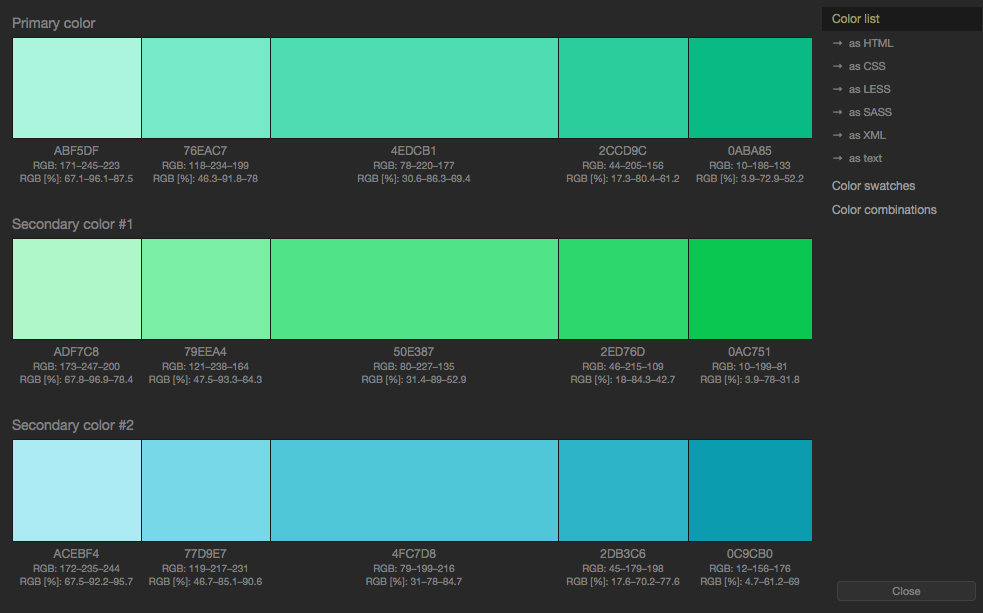 Primary color
ABF5DF
RGB: 171–245–223
RGB [%]: 67.1–96.1–87.5
76EAC7
RGB: 118–234–199
RGB [%]: 46.3–91.8–78
4EDCB1
RGB: 78–220–177
RGB [%]: 30.6–86.3–69.4
2CCD9C
RGB: 44–205–156
RGB [%]: 17.3–80.4–61.2
0ABA85
RGB: 10–186–133
RGB [%]: 3.9–72.9–52.2
Secondary color #1
ADF7C8
RGB: 173–247–200
RGB [%]: 67.8–96.9–78.4
79EEA4
RGB: 121–238–164
RGB [%]: 47.5–93.3–64.3
50E387
RGB: 80–227–135
RGB [%]: 31.4–89–52.9
2ED76D
RGB: 46–215–109
RGB [%]: 18–84.3–42.7
0AC751
RGB: 10–199–81
RGB [%]: 3.9–78–31.8
Secondary color #2
ACEBF4
RGB: 172–235–244
RGB [%]: 67.5–92.2–95.7
77D9E7
RGB: 119–217–231
RGB [%]: 46.7–85.1–90.6
4FC7D8
RGB: 79–199–216
RGB [%]: 31–78–84.7
2DB3C6
RGB: 45–179–198
RGB [%]: 17.6–70.2–77.6
0C9CB0
RGB: 12–156–176
RGB [%]: 4.7–61.2–69
Color list
→ as HTML
→ as CSS
→ as LESS
→ as SASS
→ as XML
→ as text
Color swatches
Color combinations
Close